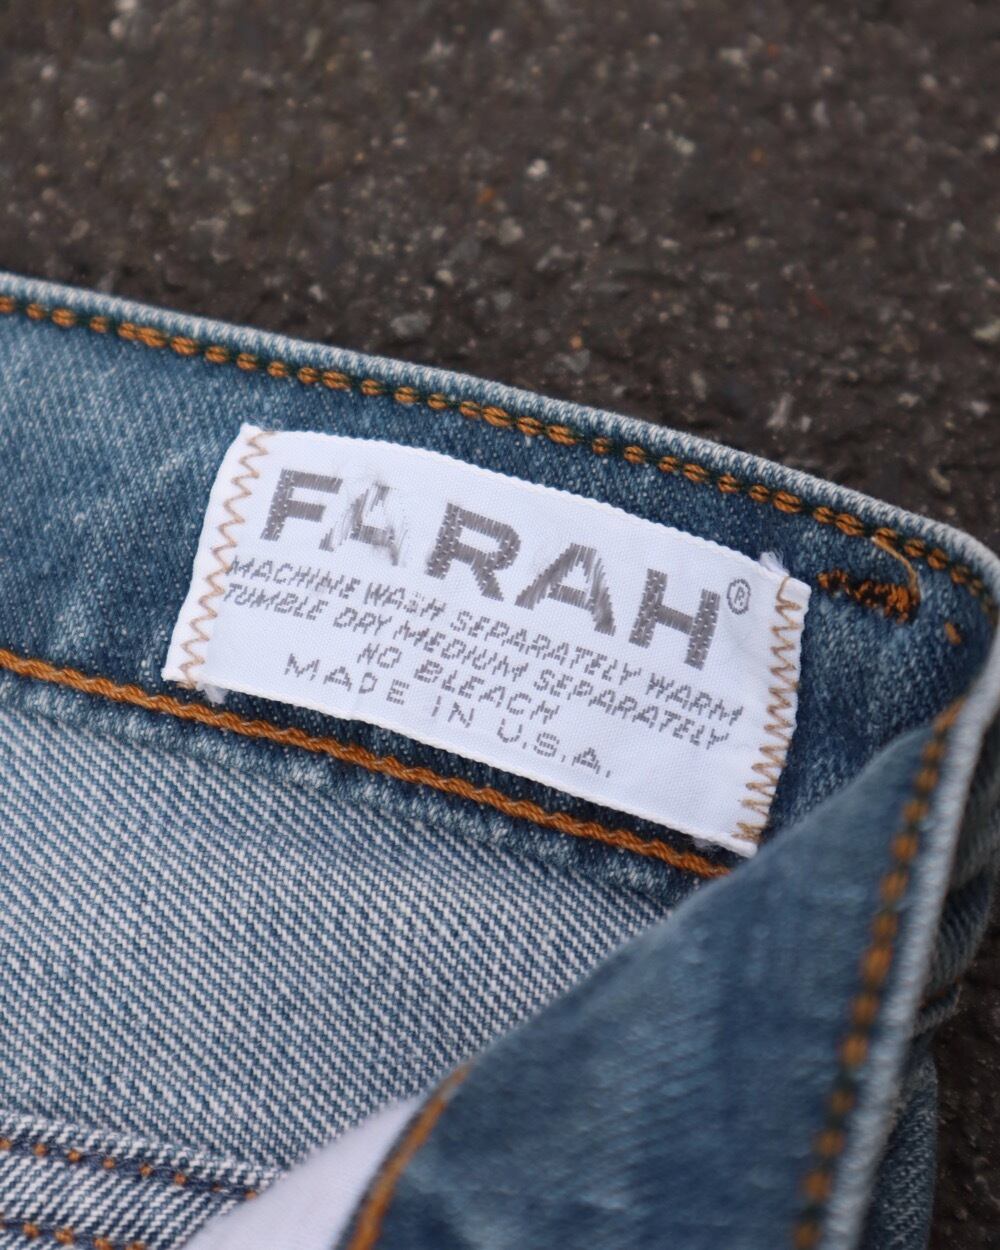 FARAH®
MACHINE WASH SEPARATELY WARM
TUMBLE DRY MEDIUM SEPARATELY
NO BLEACH
MADE IN U.S.A.